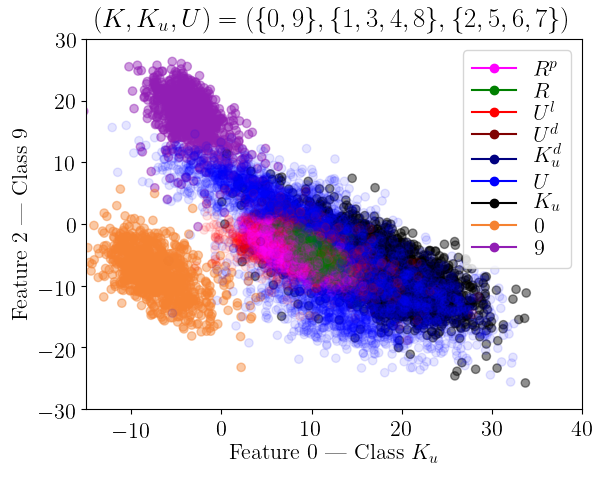 (K, K_u, U) = ({0, 9}, {1, 3, 4, 8}, {2, 5, 6, 7})
30
20
10
0
−10
−20
−30
Feature 2 — Class 9
R^p
R
U^l
U^d
K_u^d
U
K_u
0
9
−10
0
10
20
30
40
Feature 0 — Class K_u